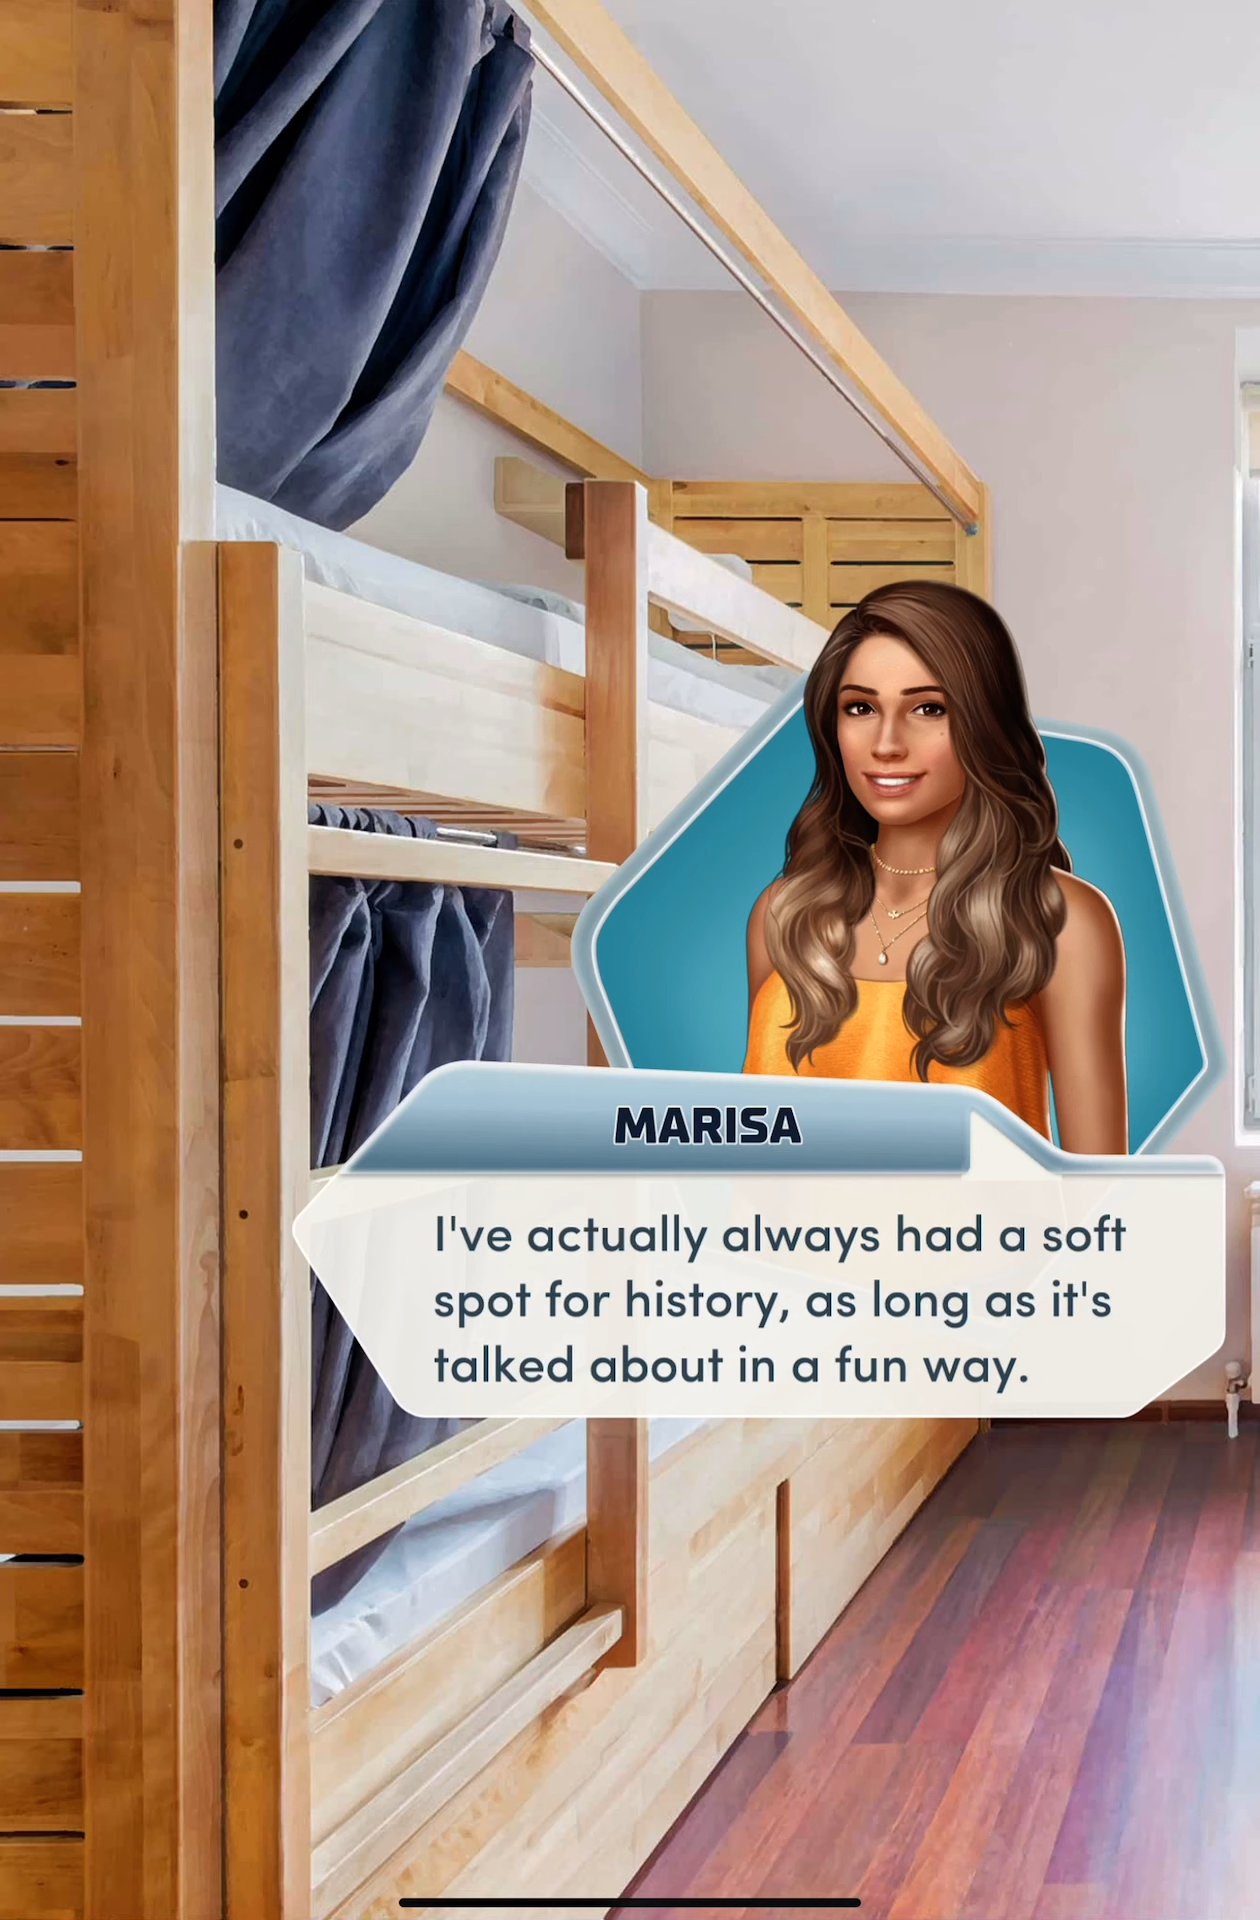 MARISA
I've actually always had a soft
spot for history, as long as it's
talked about in a fun way.